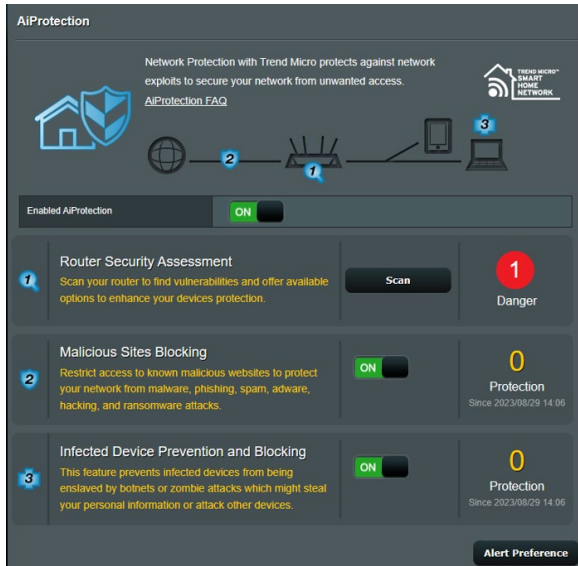 AiProtection
Network Protection with Trend Micro protects against network
exploits to secure your network from unwanted access.
AiProtection FAQ
TREND MICRO™
SMART
HOME
NETWORK
3
2
1
Enabled AiProtection
ON
1
Router Security Assessment
Scan your router to find vulnerabilities and offer available
options to enhance your devices protection.
Scan
1
Danger
2
Malicious Sites Blocking
Restrict access to known malicious websites to protect
your network from malware, phishing, spam, adware,
hacking, and ransomware attacks.
ON
0
Protection
Since 2023/08/29 14:06
3
Infected Device Prevention and Blocking
This feature prevents infected devices from being
enslaved by botnets or zombie attacks which might steal
your personal information or attack other devices.
ON
0
Protection
Since 2023/08/29 14:06
Alert Preference